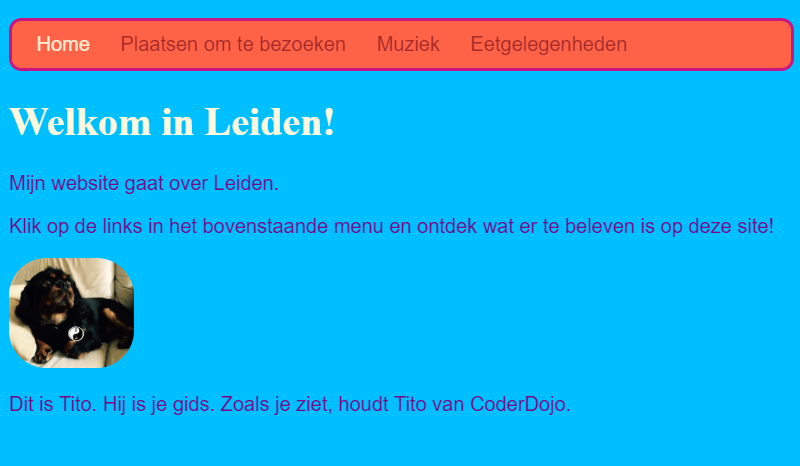 Home Plaatsen om te bezoeken Muziek Eetgelegenheden
Welkom in Leiden!
Mijn website gaat over Leiden.
Klik op de links in het bovenstaande menu en ontdek wat er te beleven is op deze site!
Dit is Tito. Hij is je gids. Zoals je ziet, houdt Tito van CoderDojo.